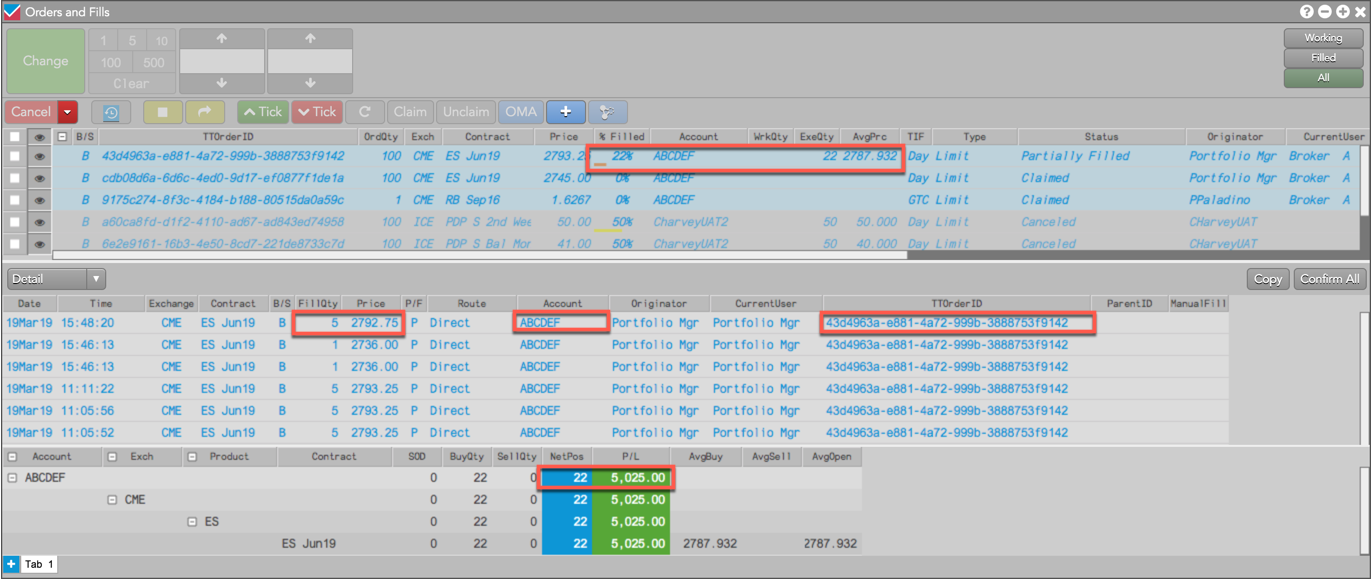 Orders and Fills
Change 1 5 10
100 500
Clear
Working
Filled
All
Cancel Tick Tick Claim Unclaim OMA
B/S TTOrderID OrdQty Exch Contract Price % Filled Account WrkQty ExeQty AvgPrc TIF Type Status Originator CurrentUser
B 43d4963a-e881-4a72-999b-3888753f9142 100 CME ES Jun19 2793.25 22% ABCDEF 22 2787.932 Day Limit Partially Filled Portfolio Mgr Broker A
B cdb08d6a-6d6c-4ed0-9d17-ef0877f1de1a 100 CME ES Jun19 2745.00 0% ABCDEF Day Limit Claimed Portfolio Mgr Broker A
B 9175c274-8f3c-4184-b188-80515da0a59c 1 CME RB Sep16 1.6267 0% ABCDEF GTC Limit Claimed PPaladino Broker A
B a60ca8fd-d1f2-4110-ad67-ad843ed74958 100 ICE PDP S 2nd Wee 50.00 50% CharveyUAT2 50 50.000 Day Limit Canceled CHarveyUAT
B 6e2e9161-16b3-4e50-8cd7-221de8733c7d 100 ICE PDP S Bal Mor 41.00 50% CharveyUAT2 50 40.000 Day Limit Canceled CHarveyUAT
Detail Copy Confirm All
Date Time Exchange Contract B/S FillQty Price P/F Route Account Originator CurrentUser TTOrderID ParentID ManualFill
19Mar19 15:48:20 CME ES Jun19 B 5 2792.75 P Direct ABCDEF Portfolio Mgr Portfolio Mgr 43d4963a-e881-4a72-999b-3888753f9142
19Mar19 15:46:13 CME ES Jun19 B 1 2736.00 P Direct ABCDEF Portfolio Mgr Portfolio Mgr 43d4963a-e881-4a72-999b-3888753f9142
19Mar19 15:46:13 CME ES Jun19 B 1 2736.00 P Direct ABCDEF Portfolio Mgr Portfolio Mgr 43d4963a-e881-4a72-999b-3888753f9142
19Mar19 11:11:22 CME ES Jun19 B 5 2793.25 P Direct ABCDEF Portfolio Mgr Portfolio Mgr 43d4963a-e881-4a72-999b-3888753f9142
19Mar19 11:05:56 CME ES Jun19 B 5 2793.25 P Direct ABCDEF Portfolio Mgr Portfolio Mgr 43d4963a-e881-4a72-999b-3888753f9142
19Mar19 11:05:52 CME ES Jun19 B 5 2793.25 P Direct ABCDEF Portfolio Mgr Portfolio Mgr 43d4963a-e881-4a72-999b-3888753f9142
Account Exch Product Contract SOD BuyQty SellQty NetPos P/L AvgBuy AvgSell AvgOpen
ABCDEF 0 22 0 22 5,025.00
CME 0 22 0 22 5,025.00
ES 0 22 0 22 5,025.00
ES Jun19 0 22 0 22 5,025.00 2787.932 2787.932
Tab 1